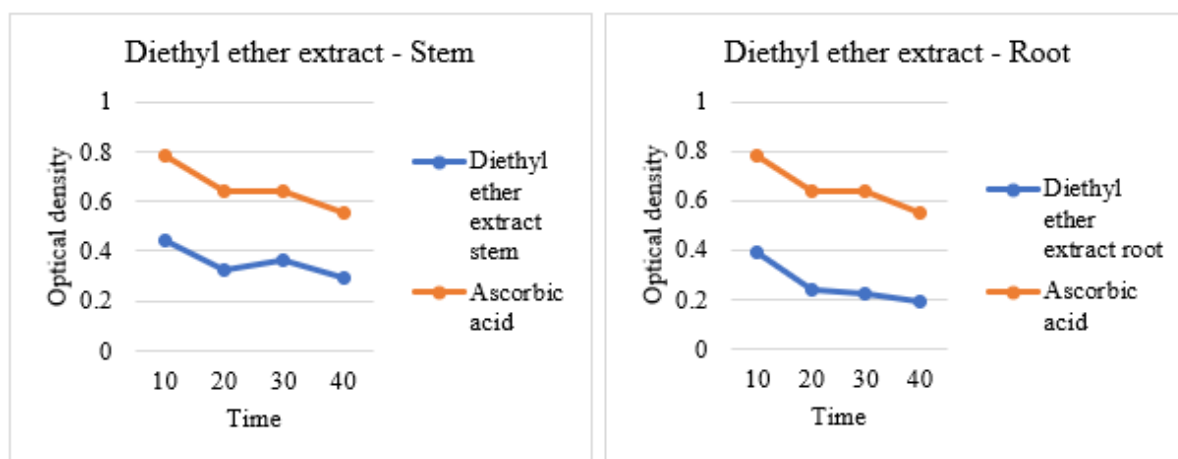 Diethyl ether extract - Stem
1
0.8
0.6
0.4
0.2
0
Optical density
10 20 30 40
Time
Diethyl
ether
extract
stem
Ascorbic
acid
Diethyl ether extract - Root
1
0.8
0.6
0.4
0.2
0
Optical density
10 20 30 40
Time
Diethyl
ether
extract root
Ascorbic
acid